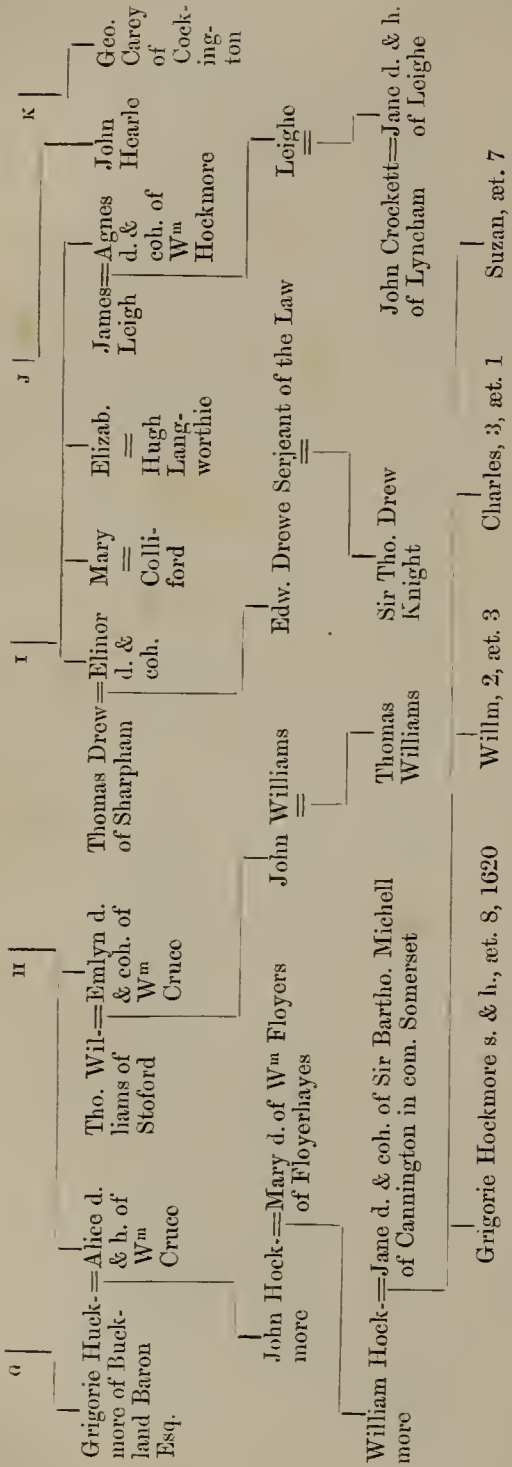 G H I J K
Grigorie Huck-=Alice d.
more of Buck- & h. of
land Baron Wm
Esq. Cruce
Tho. Wil-=Emlyn d.
liams of & coh. of
Stoford Wm
Cruce
Thomas Drew=Elinor
of Sharpham d. &
coh.
Mary
=
Colli-
ford
Elizab.
=
Hugh
Lang-
worthie
James=Agnes
Leigh d. &
coh. of
Wm
Hockmore
John
Hearle
Geo.
Carey
of
Cock-
ing-
ton
John Hock-=Mary d. of Wm Floyers
more of Floyerhayes
John Williams
=
Edw. Drewe Serjeant of the Law
=
Leighe
=
William Hock-=Jane d. & coh. of Sir Bartho. Michell
more of Cannington in com. Somerset
Thomas
Williams
Sir Tho. Drew
Knight
John Crockett=Jane d. & h.
of Lyncham of Leighe
Grigorie Hockmore s. & h., æt. 8, 1620 Willm, 2, æt. 3 Charles, 3, æt. 1 Suzan, æt. 7